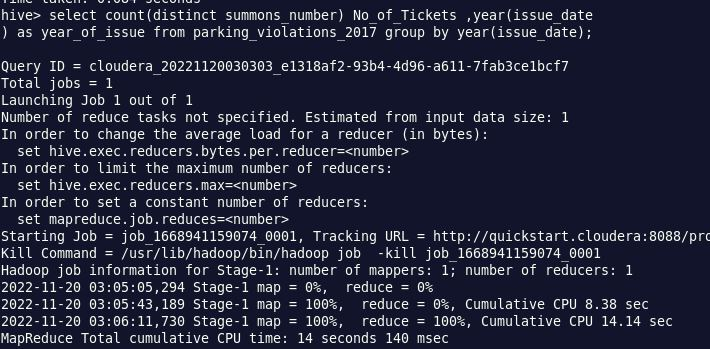 Time taken: 0.084 seconds
hive> select count(distinct summons_number) No_of_Tickets ,year(issue_date
) as year_of_issue from parking_violations_2017 group by year(issue_date);
Query ID = cloudera_20221120030303_e1318af2-93b4-4d96-a611-7fab3ce1bcf7
Total jobs = 1
Launching Job 1 out of 1
Number of reduce tasks not specified. Estimated from input data size: 1
In order to change the average load for a reducer (in bytes):
  set hive.exec.reducers.bytes.per.reducer=<number>
In order to limit the maximum number of reducers:
  set hive.exec.reducers.max=<number>
In order to set a constant number of reducers:
  set mapreduce.job.reduces=<number>
Starting Job = job_1668941159074_0001, Tracking URL = http://quickstart.cloudera:8088/pro
Kill Command = /usr/lib/hadoop/bin/hadoop job  -kill job_1668941159074_0001
Hadoop job information for Stage-1: number of mappers: 1; number of reducers: 1
2022-11-20 03:05:05,294 Stage-1 map = 0%,  reduce = 0%
2022-11-20 03:05:43,189 Stage-1 map = 100%,  reduce = 0%, Cumulative CPU 8.38 sec
2022-11-20 03:06:11,730 Stage-1 map = 100%,  reduce = 100%, Cumulative CPU 14.14 sec
MapReduce Total cumulative CPU time: 14 seconds 140 msec